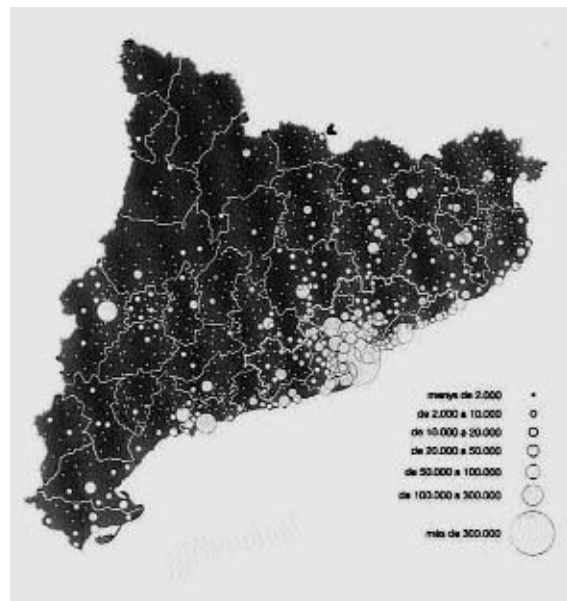 menys de 2.000
de 2.000 a 10.000
de 10.000 a 20.000
de 20.000 a 50.000
de 50.000 a 100.000
de 100.000 a 300.000
més de 300.000